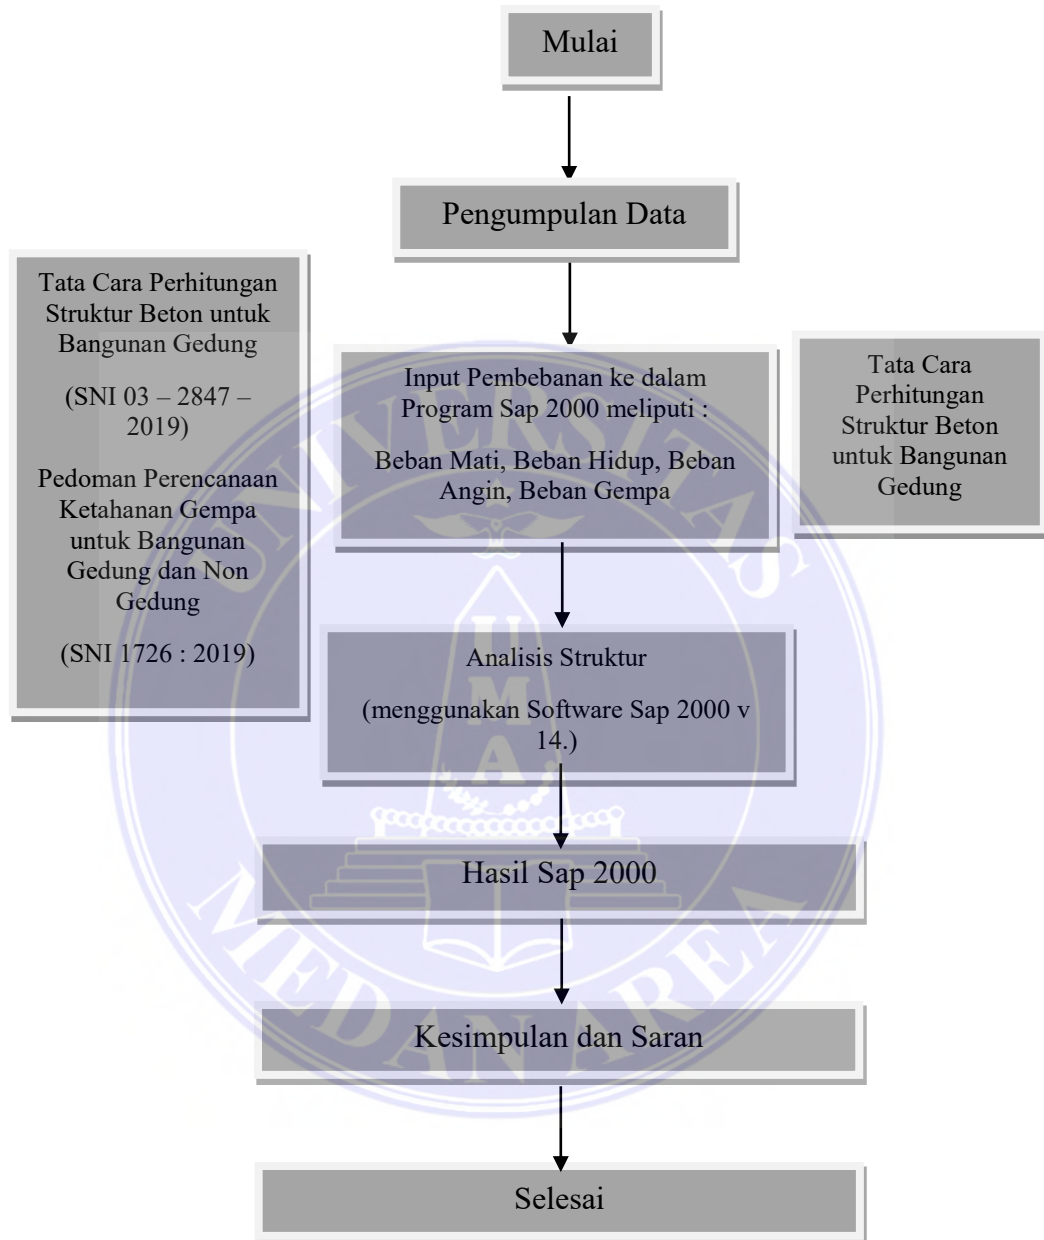 Mulai
Pengumpulan Data
Tata Cara Perhitungan
Struktur Beton untuk
Bangunan Gedung
(SNI 03 – 2847 –
2019)
Pedoman Perencanaan
Ketahanan Gempa
untuk Bangunan
Gedung dan Non
Gedung
(SNI 1726 : 2019)
Input Pembebanan ke dalam
Program Sap 2000 meliputi :
Beban Mati, Beban Hidup, Beban
Angin, Beban Gempa
Tata Cara
Perhitungan
Struktur Beton
untuk Bangunan
Gedung
Analisis Struktur
(menggunakan Software Sap 2000 v
14.)
Hasil Sap 2000
Kesimpulan dan Saran
Selesai
UNIVERSITAS
MEDAN AREA
U
M
A